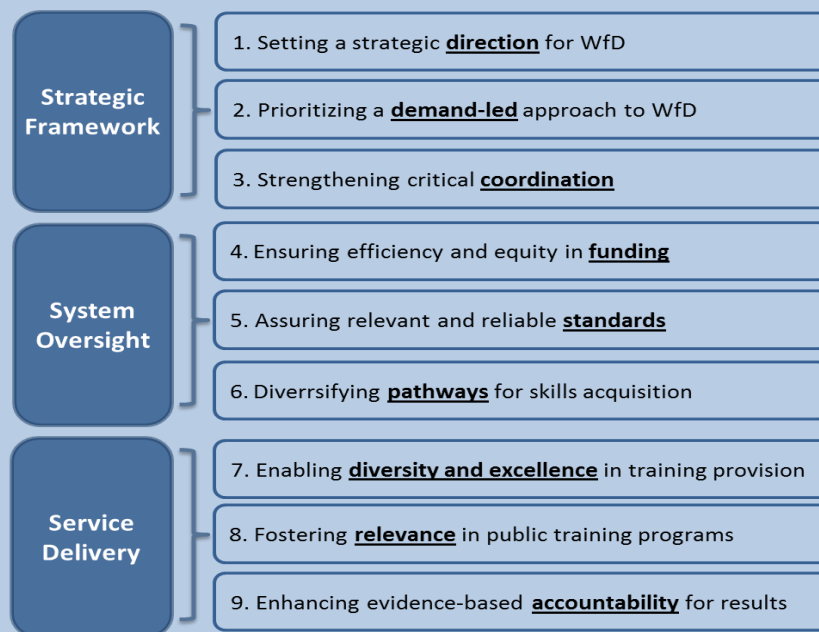 Strategic
Framework
1. Setting a strategic direction for WfD
2. Prioritizing a demand-led approach to WfD
3. Strengthening critical coordination
System
Oversight
4. Ensuring efficiency and equity in funding
5. Assuring relevant and reliable standards
6. Diverrsifying pathways for skills acquisition
Service
Delivery
7. Enabling diversity and excellence in training provision
8. Fostering relevance in public training programs
9. Enhancing evidence-based accountability for results